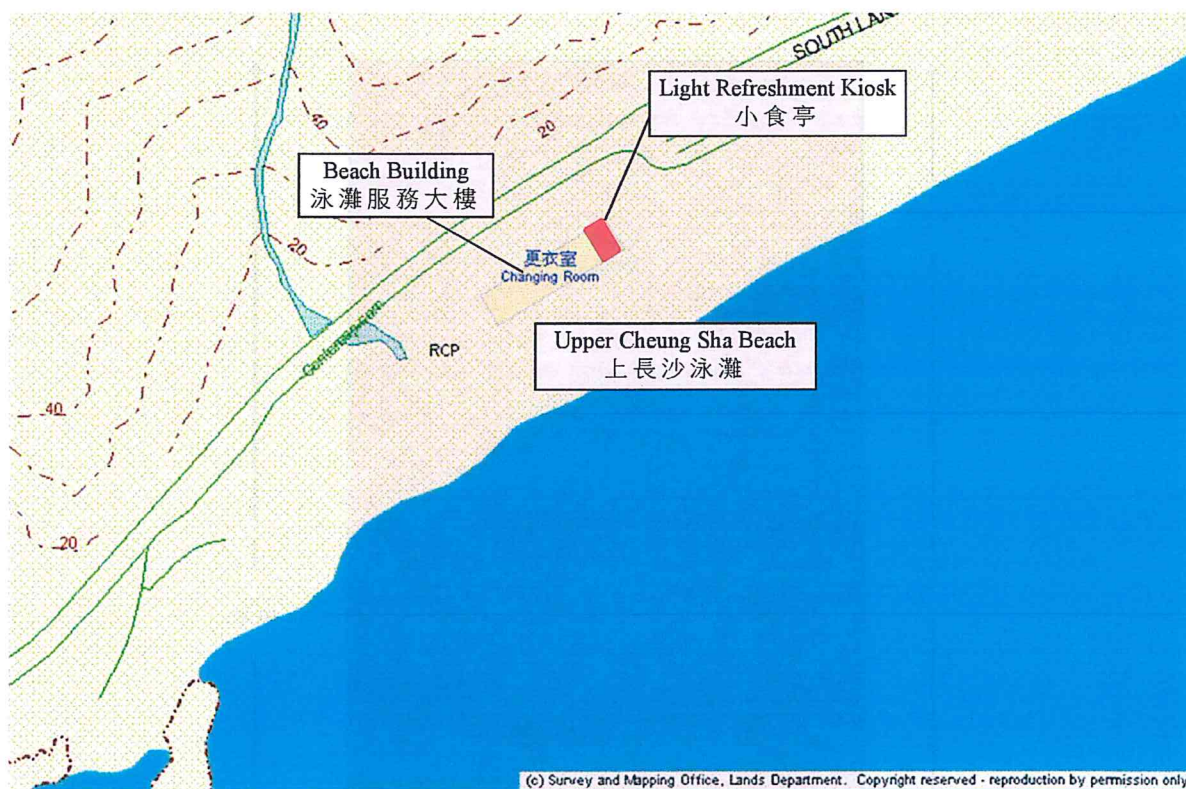 SOUTH LAN
Light Refreshment Kiosk
小食亭
40
20
Beach Building
泳灘服務大樓
20
更衣室
Changing Room
Upper Cheung Sha Beach
上長沙泳灘
Centamap.com
RCP
40
20
(c) Survey and Mapping Office, Lands Department. Copyright reserved - reproduction by permission only